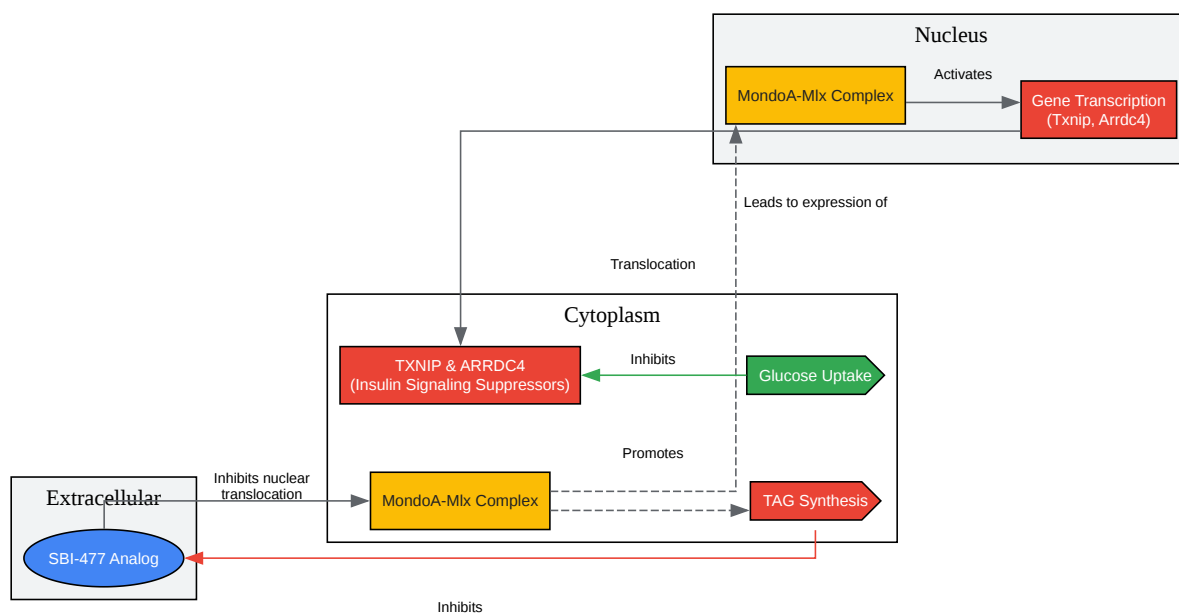 Nucleus
MondoA-Mlx Complex
Activates
Gene Transcription
(Txnip, Arrdc4)
Leads to expression of
Translocation
Cytoplasm
TXNIP & ARRDC4
(Insulin Signaling Suppressors)
Inhibits
Glucose Uptake
Promotes
MondoA-Mlx Complex
TAG Synthesis
Inhibits nuclear
translocation
Extracellular
SBI-477 Analog
Inhibits